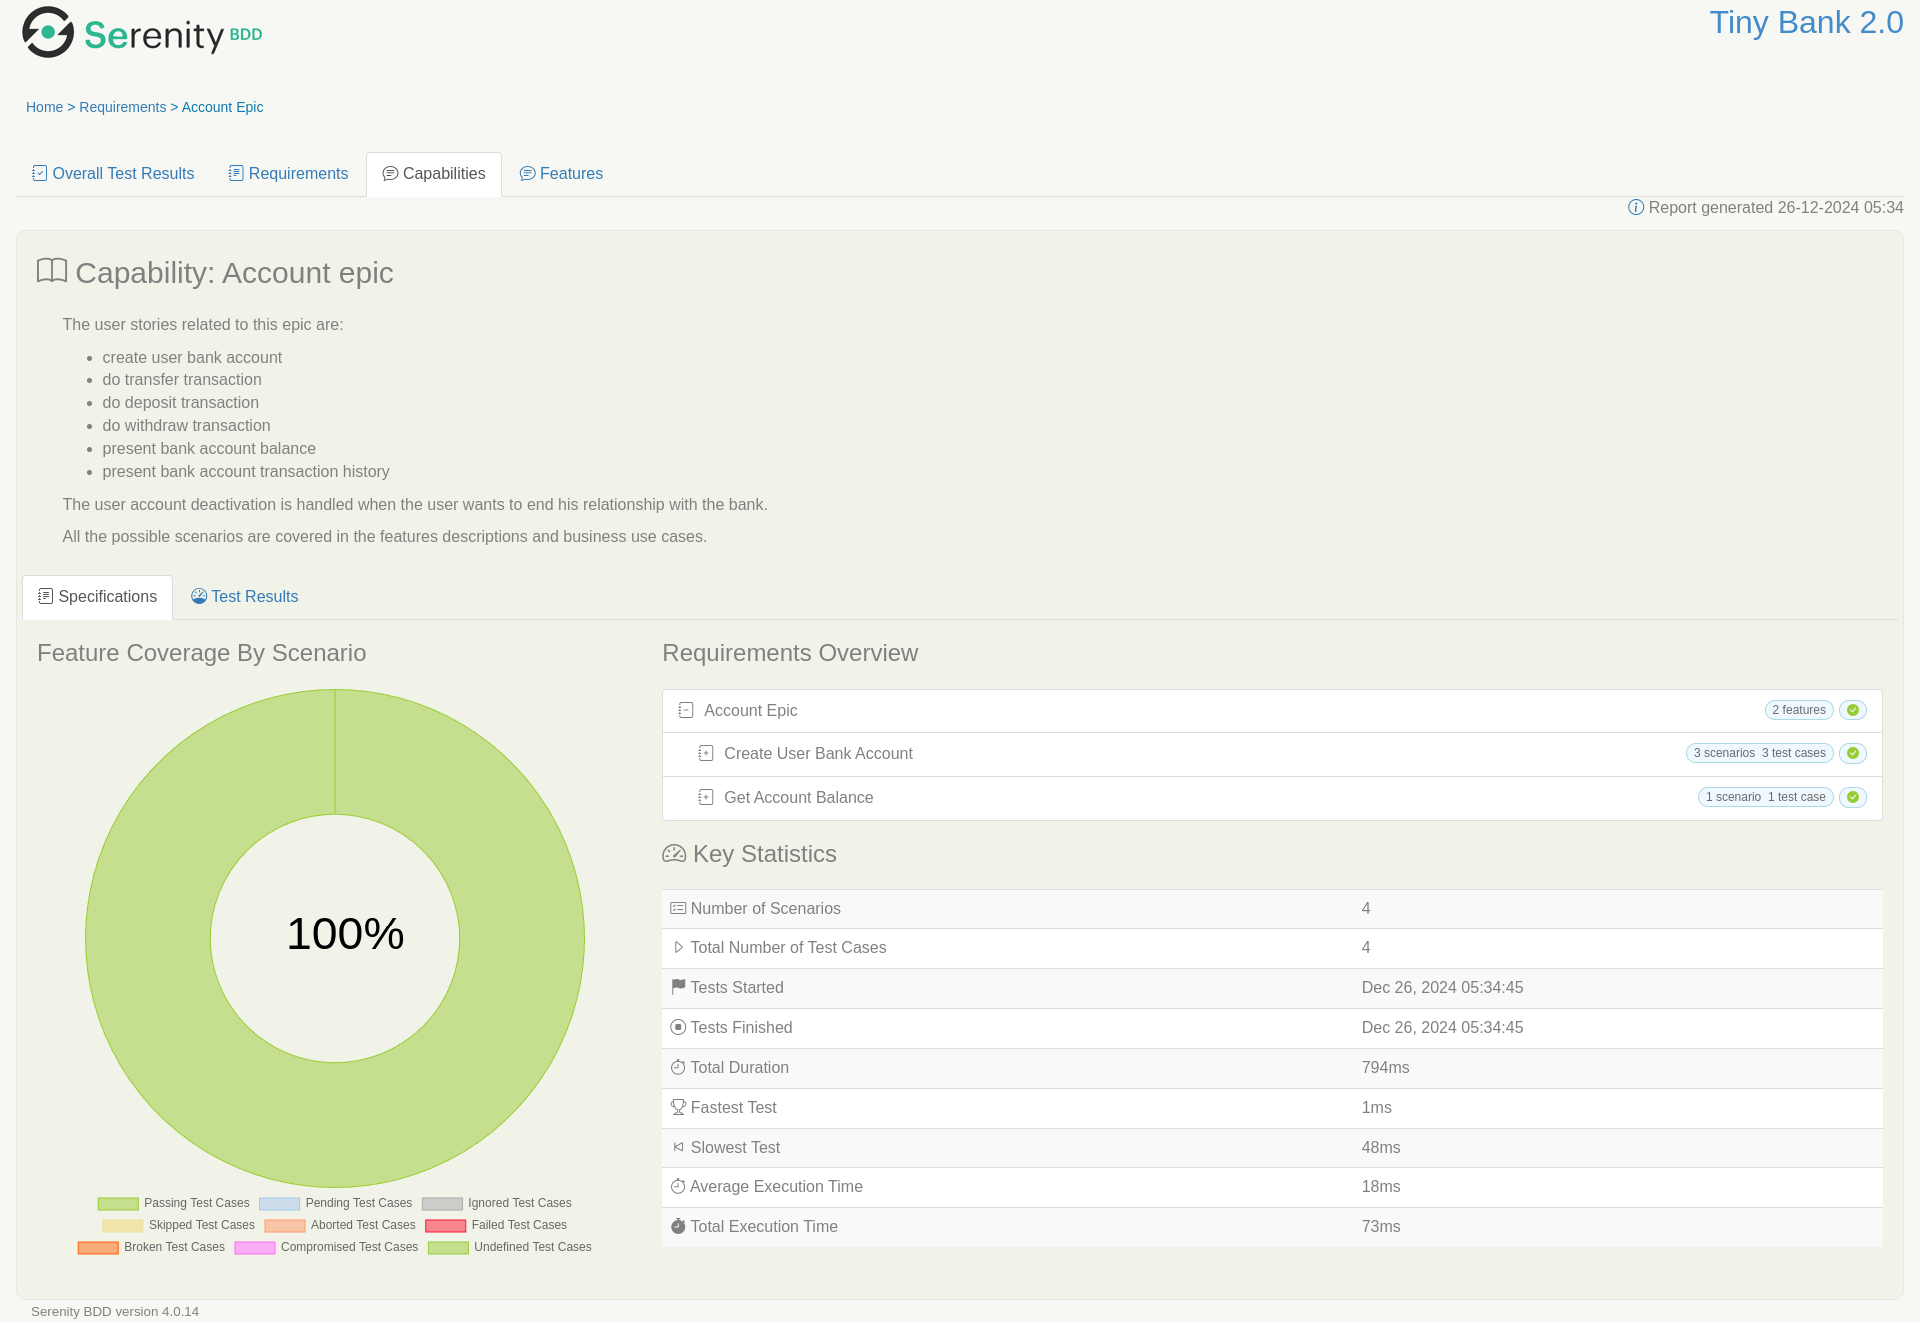 Serenity BDD
Tiny Bank 2.0
Home > Requirements > Account Epic
Overall Test Results
Requirements
Capabilities
Features
Report generated 26-12-2024 05:34
Capability: Account epic
The user stories related to this epic are:
• create user bank account
• do transfer transaction
• do deposit transaction
• do withdraw transaction
• present bank account balance
• present bank account transaction history
The user account deactivation is handled when the user wants to end his relationship with the bank.
All the possible scenarios are covered in the features descriptions and business use cases.
Specifications
Test Results
Feature Coverage By Scenario
100%
Passing Test Cases Pending Test Cases Ignored Test Cases
Skipped Test Cases Aborted Test Cases Failed Test Cases
Broken Test Cases Compromised Test Cases Undefined Test Cases
Requirements Overview
Account Epic 2 features
Create User Bank Account 3 scenarios 3 test cases
Get Account Balance 1 scenario 1 test case
Key Statistics
Number of Scenarios 4
Total Number of Test Cases 4
Tests Started Dec 26, 2024 05:34:45
Tests Finished Dec 26, 2024 05:34:45
Total Duration 794ms
Fastest Test 1ms
Slowest Test 48ms
Average Execution Time 18ms
Total Execution Time 73ms
Serenity BDD version 4.0.14